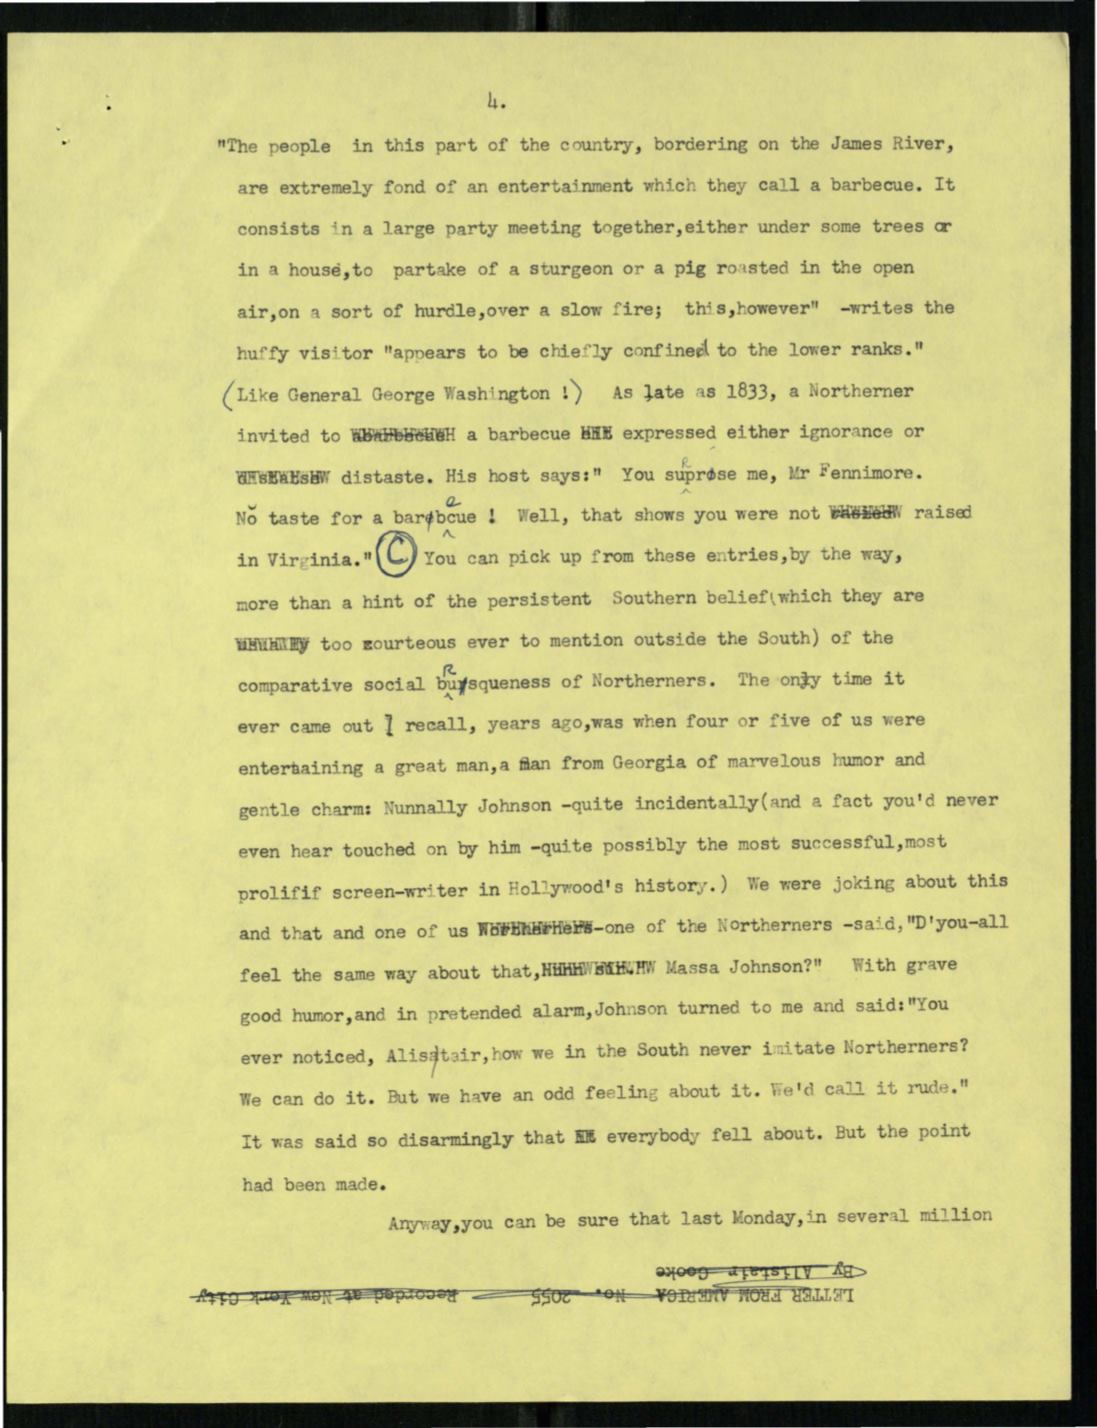 4.
"The people in this part of the country, bordering on the James River,
are extremely fond of an entertainment which they call a barbecue. It
consists in a large party meeting together,either under some trees or
in a house,to partake of a sturgeon or a pig roasted in the open
air,on a sort of hurdle,over a slow fire; this,however" -writes the
huffy visitor "appears to be chiefly confined to the lower ranks."
(Like General George Washington !) As late as 1833, a Northerner
invited to a barbecue expressed either ignorance or
distaste. His host says:" You surprose me, Mr Fennimore.
No taste for a barbecue ! Well, that shows you were not raised
in Virginia." C You can pick up from these entries,by the way,
more than a hint of the persistent Southern belief(which they are
too courteous ever to mention outside the South) of the
comparative social brusqueness of Northerners. The only time it
ever came out I recall, years ago,was when four or five of us were
entertaining a great man,a man from Georgia of marvelous humor and
gentle charm: Nunnally Johnson -quite incidentally(and a fact you'd never
even hear touched on by him -quite possibly the most successful,most
prolifif screen-writer in Hollywood's history.) We were joking about this
and that and one of us Northerners-one of the Northerners -said,"D'you-all
feel the same way about that, Massa Johnson?" With grave
good humor,and in pretended alarm,Johnson turned to me and said:"You
ever noticed, Alistair,how we in the South never imitate Northerners?
We can do it. But we have an odd feeling about it. We'd call it rude."
It was said so disarmingly that everybody fell about. But the point
had been made.
Anyway,you can be sure that last Monday,in several million
By Alistair Cooke
LETTER FROM AMERICA No. 2055 Recorded at New York City